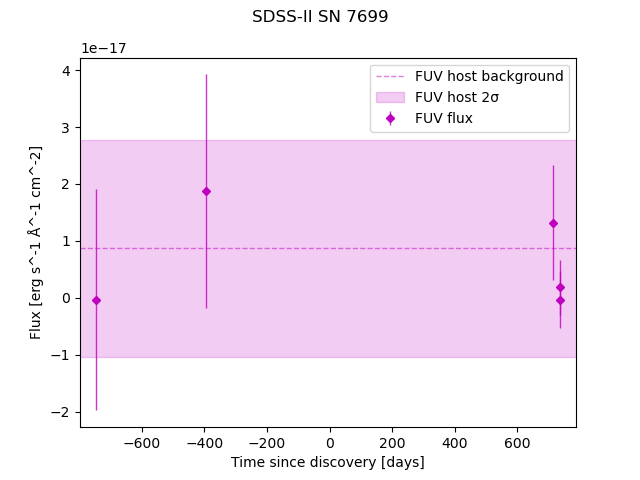 SDSS-II SN 7699
1e−17
FUV host background
FUV host 2σ
FUV flux
4
3
2
1
0
−1
−2
Flux [erg s^-1 Å^-1 cm^-2]
−600
−400
−200
0
200
400
600
Time since discovery [days]